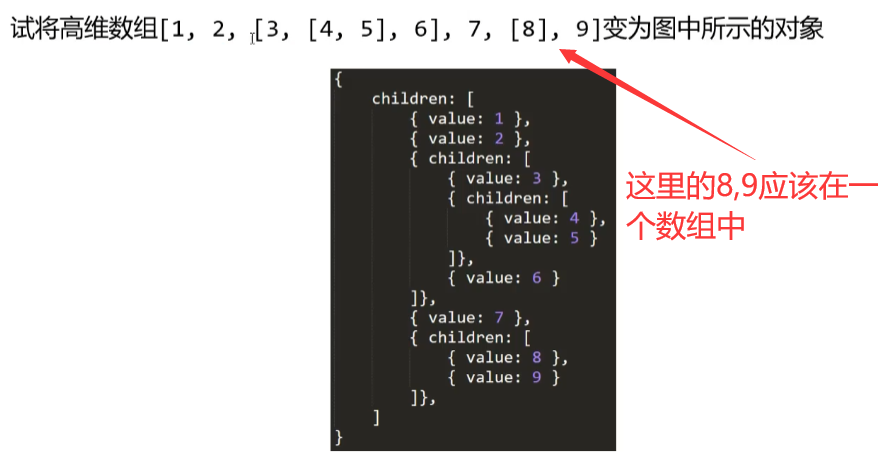 试将高维数组[1, 2, [3, [4, 5], 6], 7, [8], 9]变为图中所示的对象
{
children: [
{ value: 1 },
{ value: 2 },
{ children: [
{ value: 3 },
{ children: [
{ value: 4 },
{ value: 5 }
]},
{ value: 6 }
]},
{ value: 7 },
{ children: [
{ value: 8 },
{ value: 9 }
]},
]
}
这里的8,9应该在一
个数组中